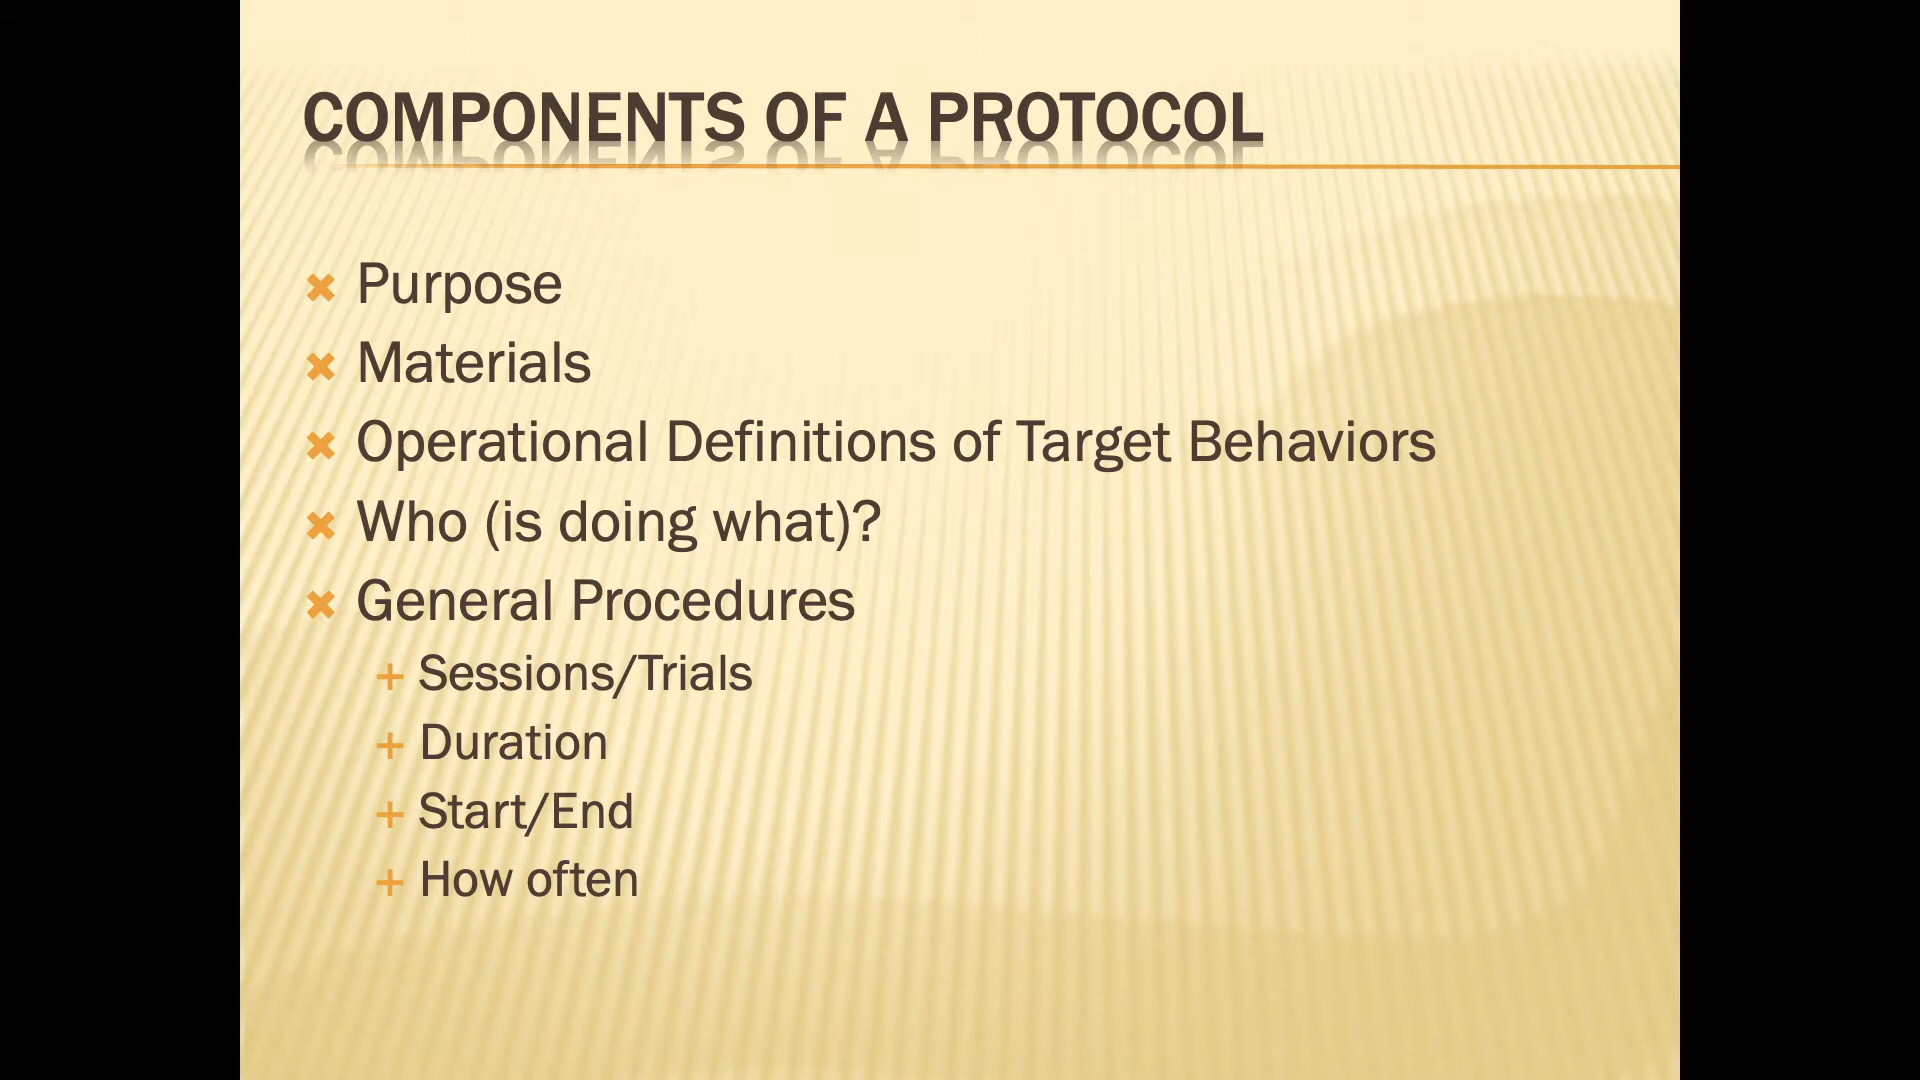 COMPONENTS OF A PROTOCOL
Purpose
Materials
Operational Definitions of Target Behaviors
Who (is doing what)?
General Procedures
Sessions/Trials
Duration
Start/End
How often